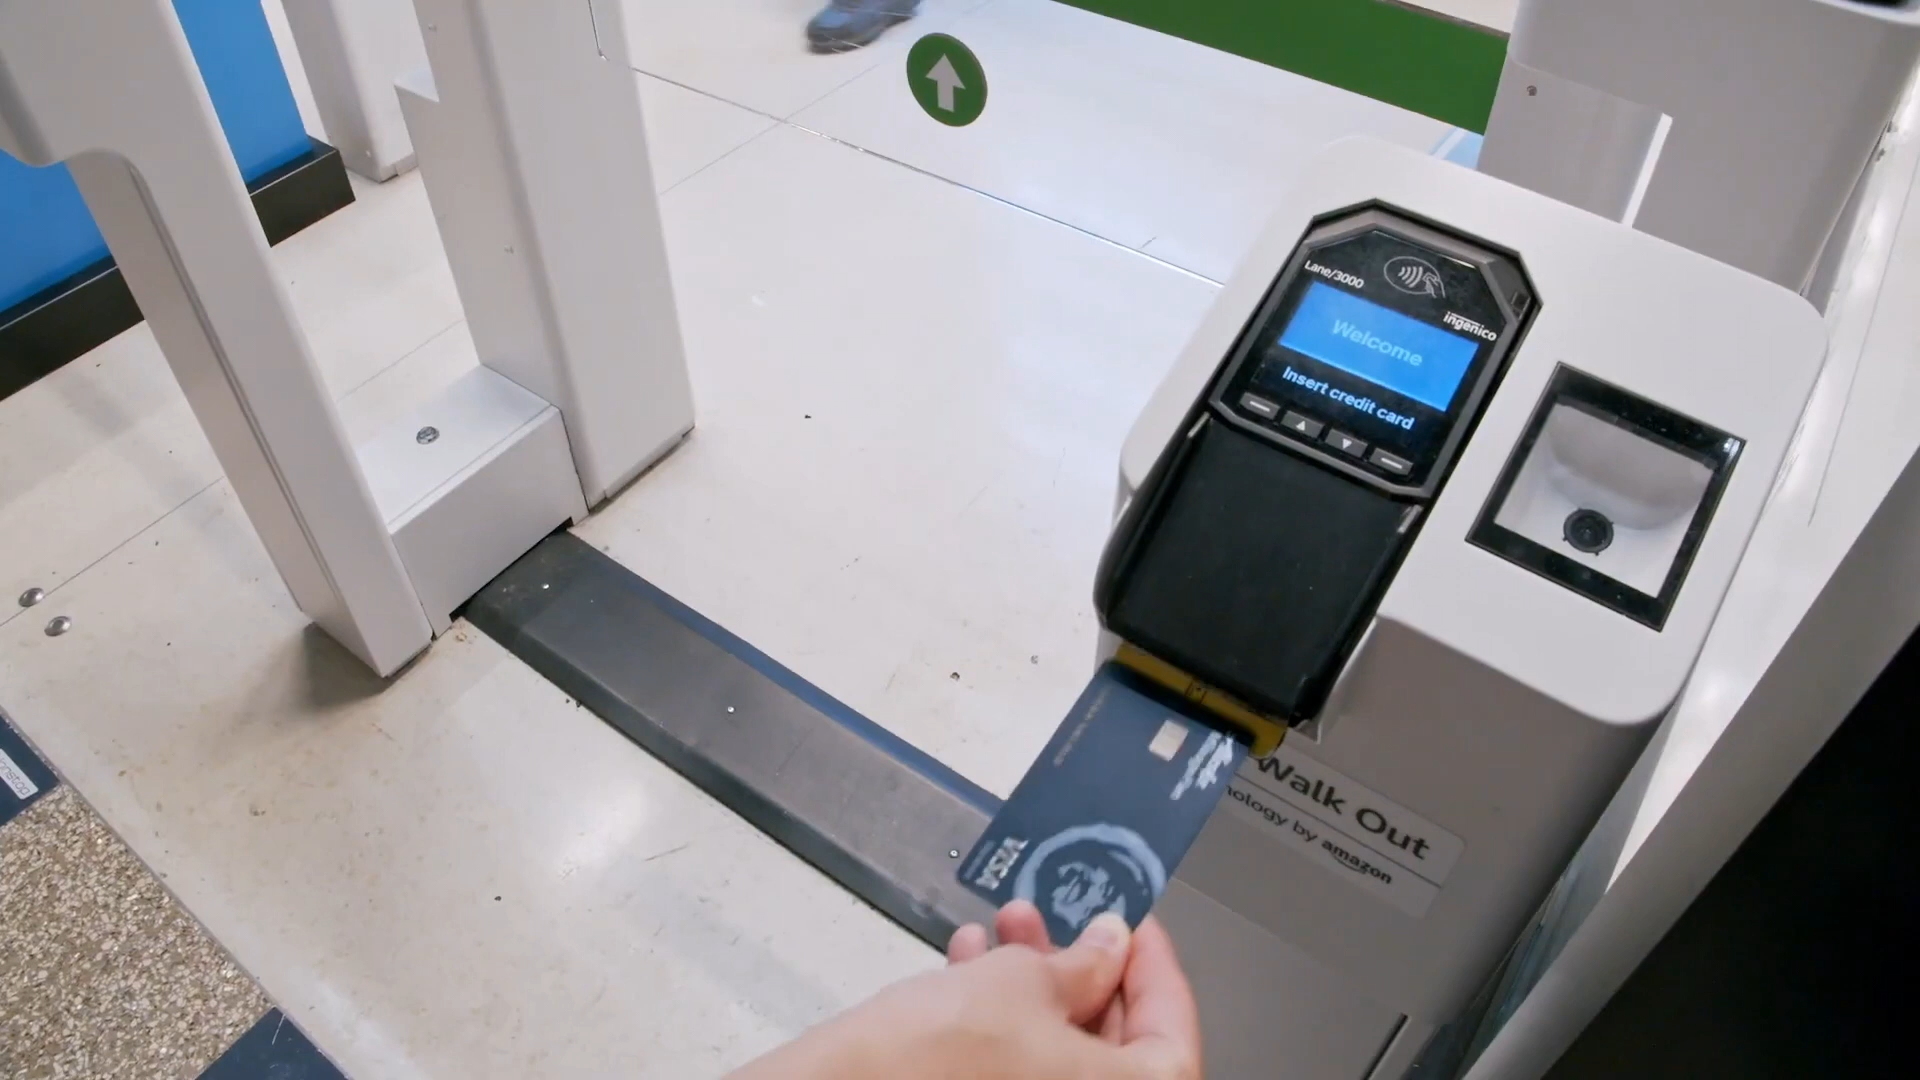 Lane/3000
ingenico
Welcome
Insert credit card
Walk Out
nology by amazon
VISA